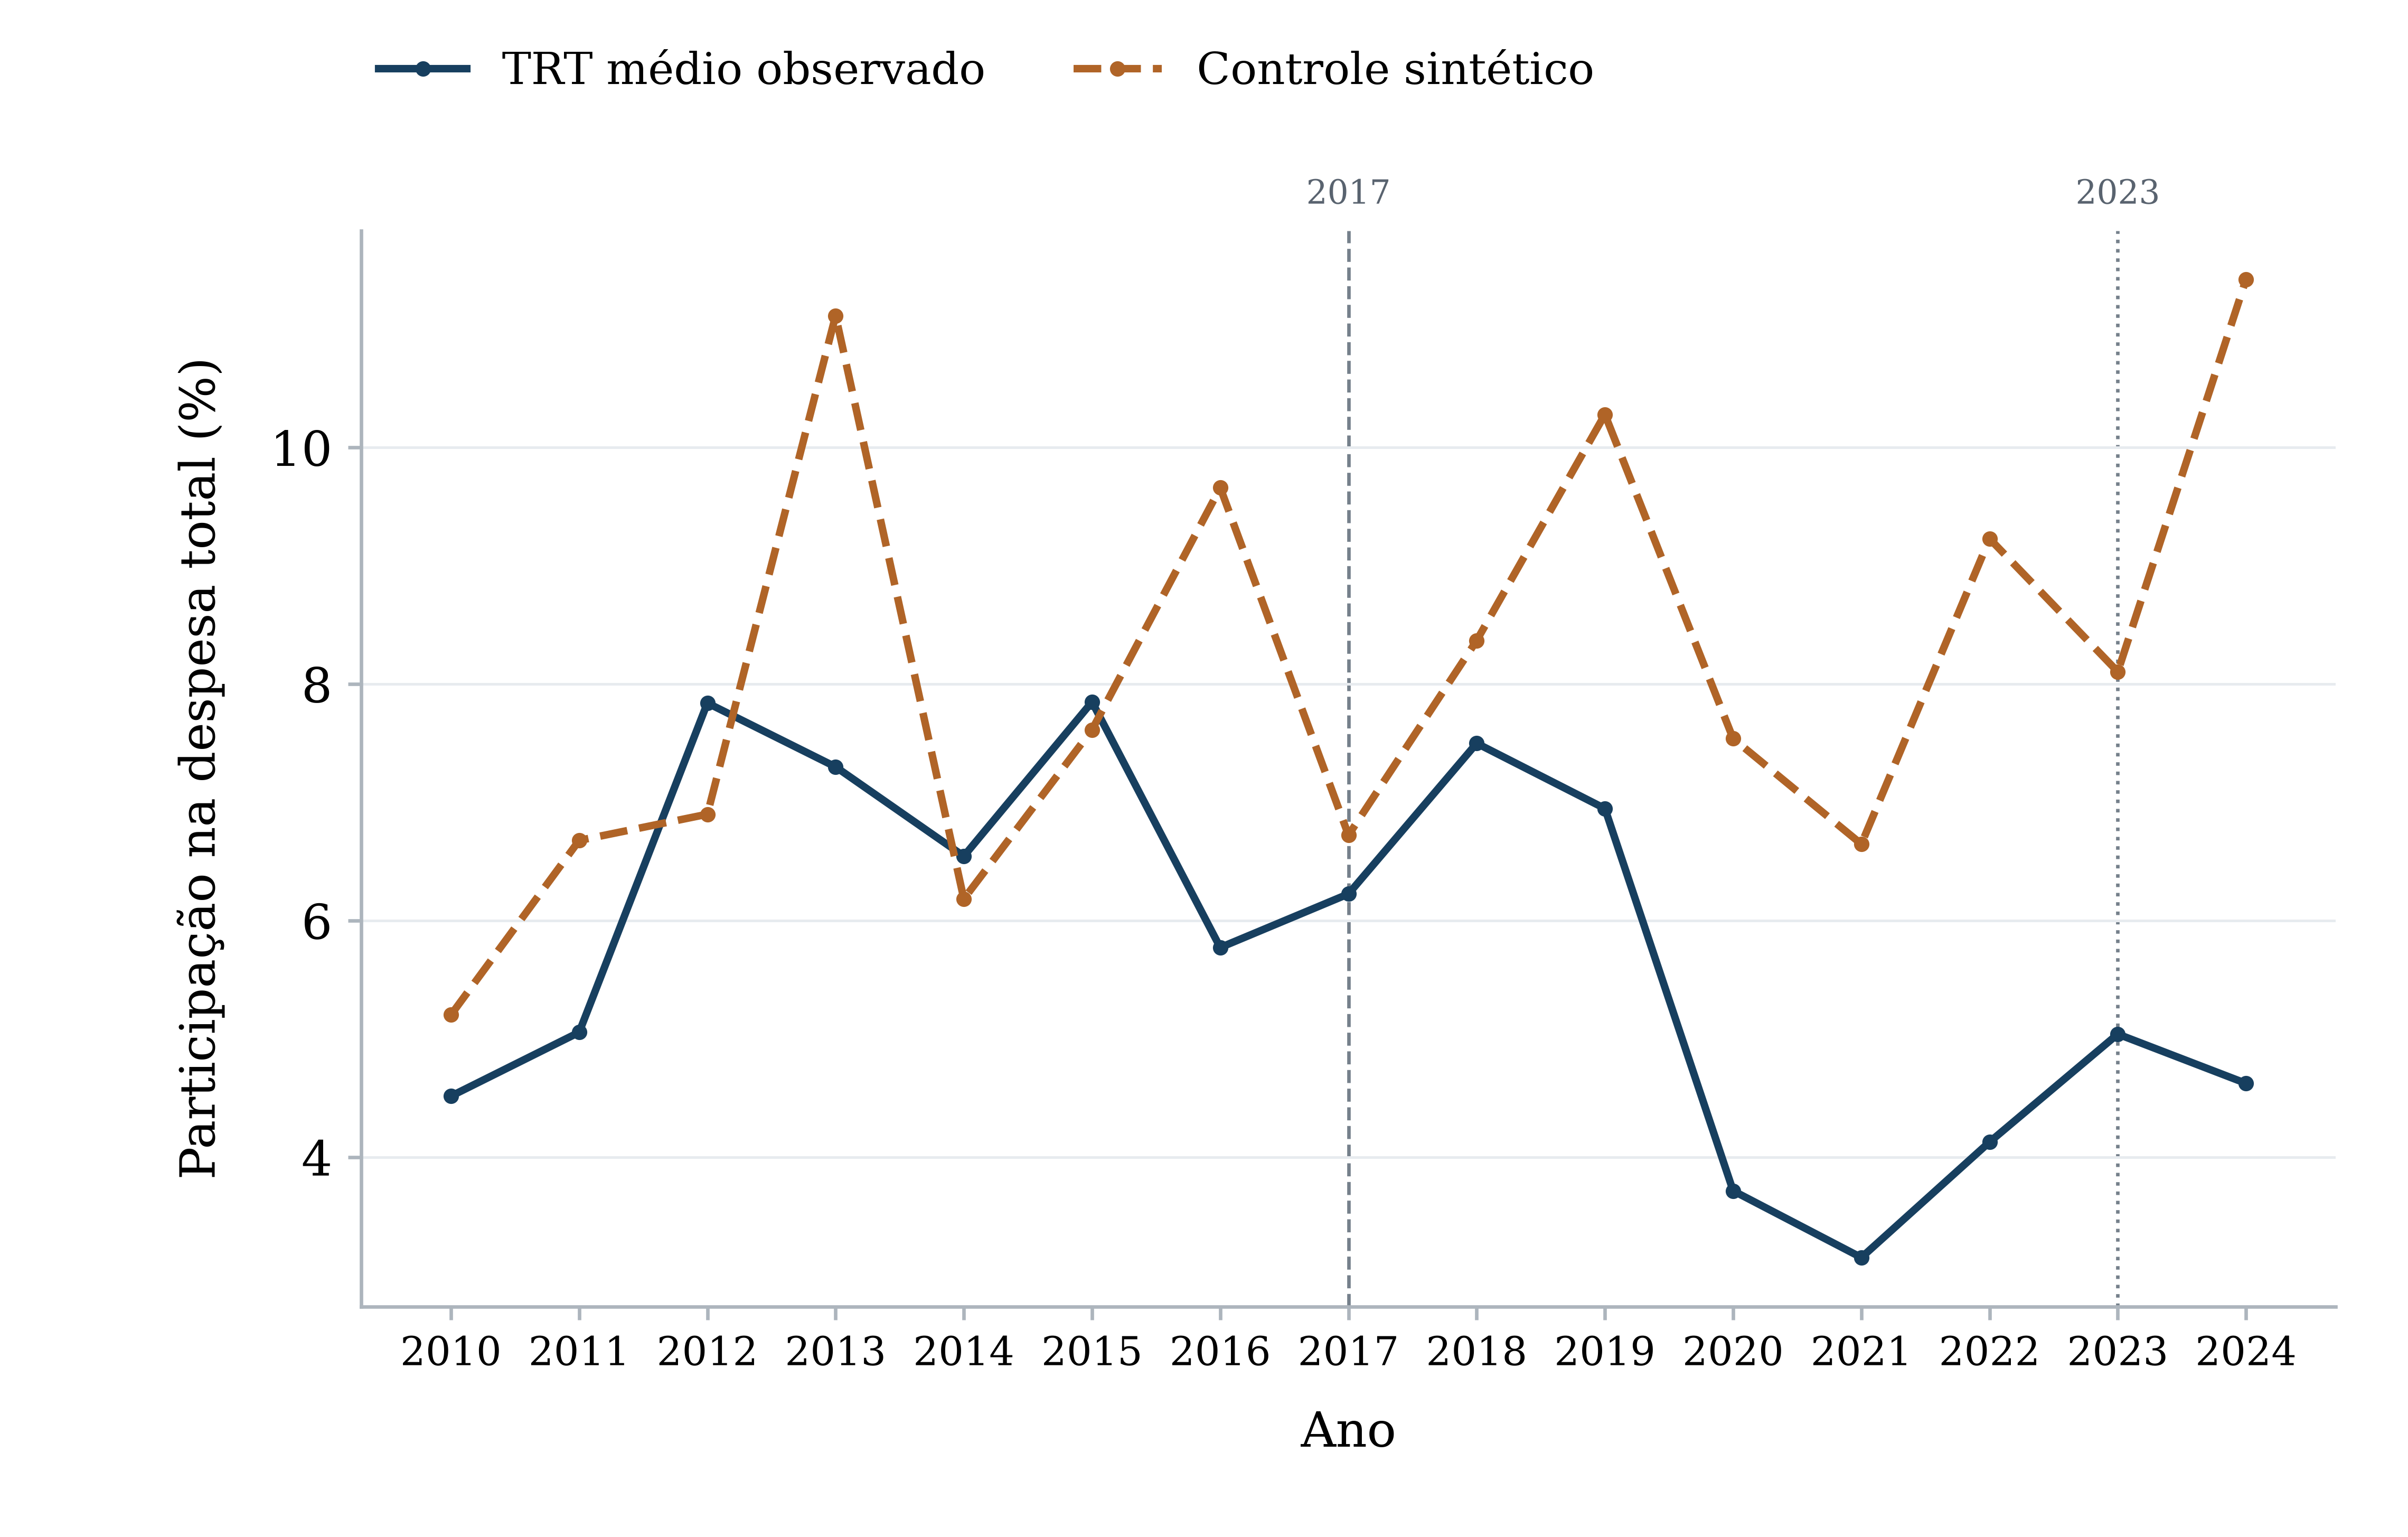 TRT médio observado
Controle sintético
2017
2023
Participação na despesa total (%)
10
8
6
4
2010 2011 2012 2013 2014 2015 2016 2017 2018 2019 2020 2021 2022 2023 2024
Ano